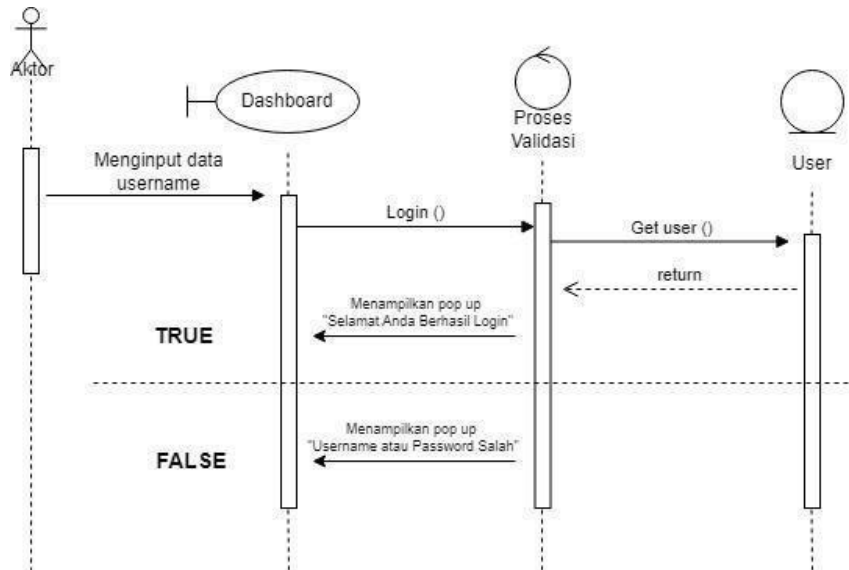 Aktor
Dashboard
Proses
Validasi
User
Menginput data
username
Login ()
Get user ()
return
Menampilkan pop up
"Selamat Anda Berhasil Login"
TRUE
Menampilkan pop up
"Username atau Password Salah"
FALSE